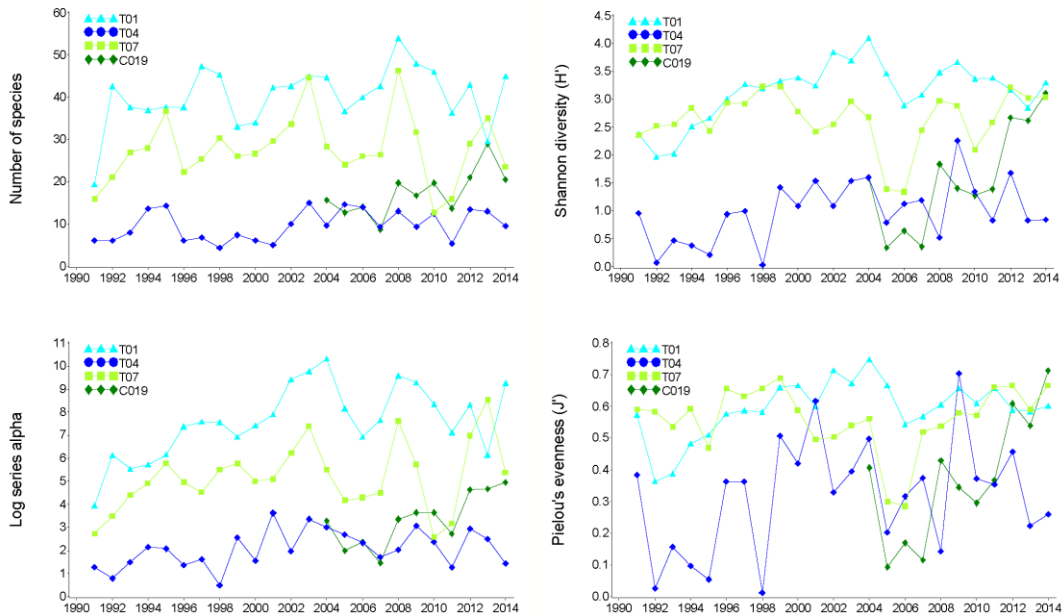 Number of species
60
50
40
30
20
10
0
T01
T04
T07
C019
1990 1992 1994 1996 1998 2000 2002 2004 2006 2008 2010 2012 2014
Shannon diversity (H')
4.5
4.0
3.5
3.0
2.5
2.0
1.5
1.0
0.5
0.0
T01
T04
T07
C019
1990 1992 1994 1996 1998 2000 2002 2004 2006 2008 2010 2012 2014
Log series alpha
11
10
9
8
7
6
5
4
3
2
1
0
T01
T04
T07
C019
1990 1992 1994 1996 1998 2000 2002 2004 2006 2008 2010 2012 2014
Pielou's evenness (J')
0.8
0.7
0.6
0.5
0.4
0.3
0.2
0.1
0.0
T01
T04
T07
C019
1990 1992 1994 1996 1998 2000 2002 2004 2006 2008 2010 2012 2014